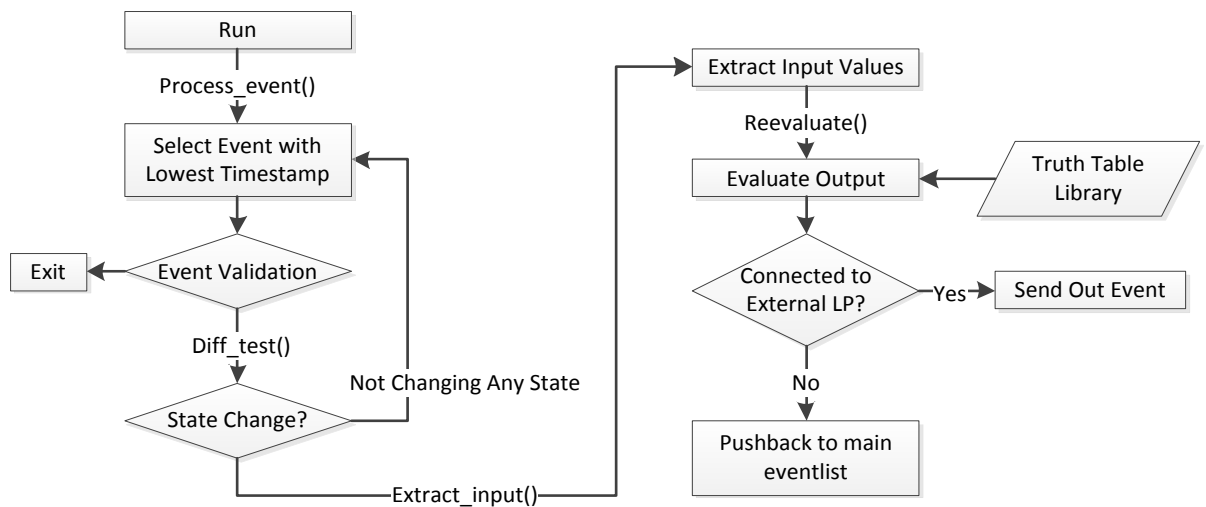 Run
Process_event()
Select Event with
Lowest Timestamp
Exit
Event Validation
Diff_test()
Not Changing Any State
State Change?
Extract_input()
Extract Input Values
Reevaluate()
Evaluate Output
Truth Table
Library
Connected to
External LP?
Yes
Send Out Event
No
Pushback to main
eventlist